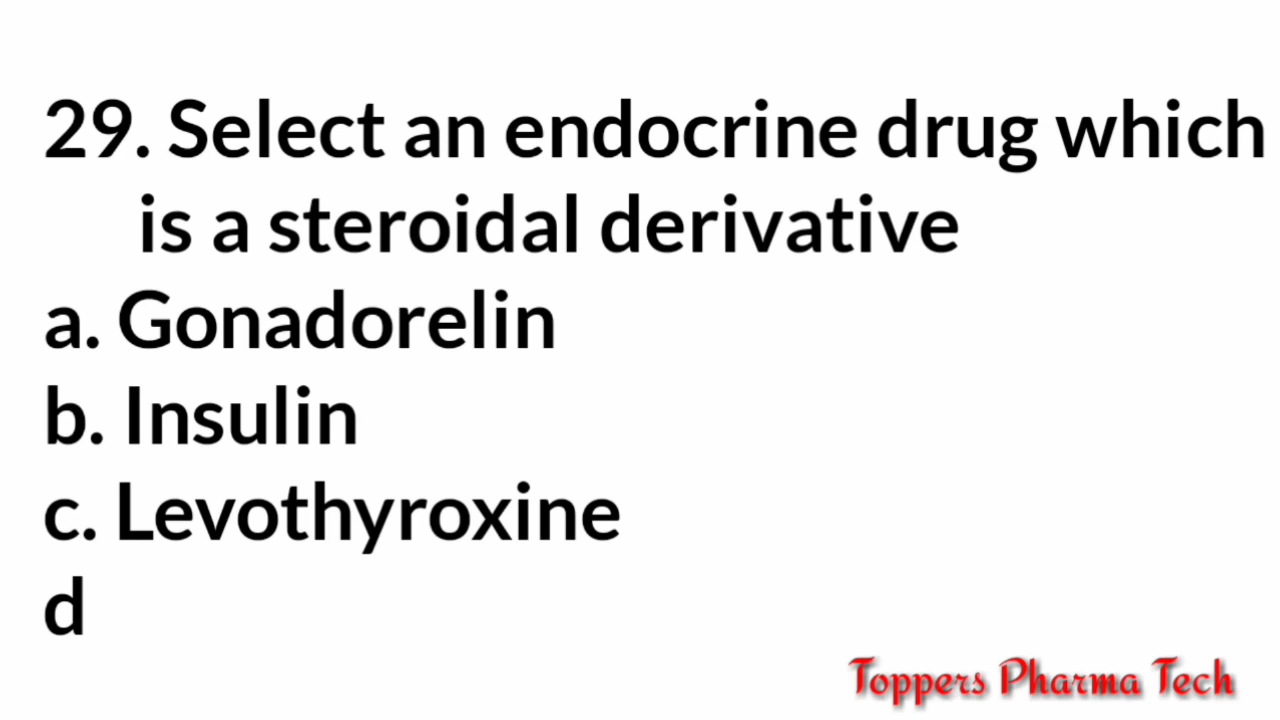 29. Select an endocrine drug which
is a steroidal derivative
a. Gonadorelin
b. Insulin
c. Levothyroxine
d
Toppers Pharma Tech